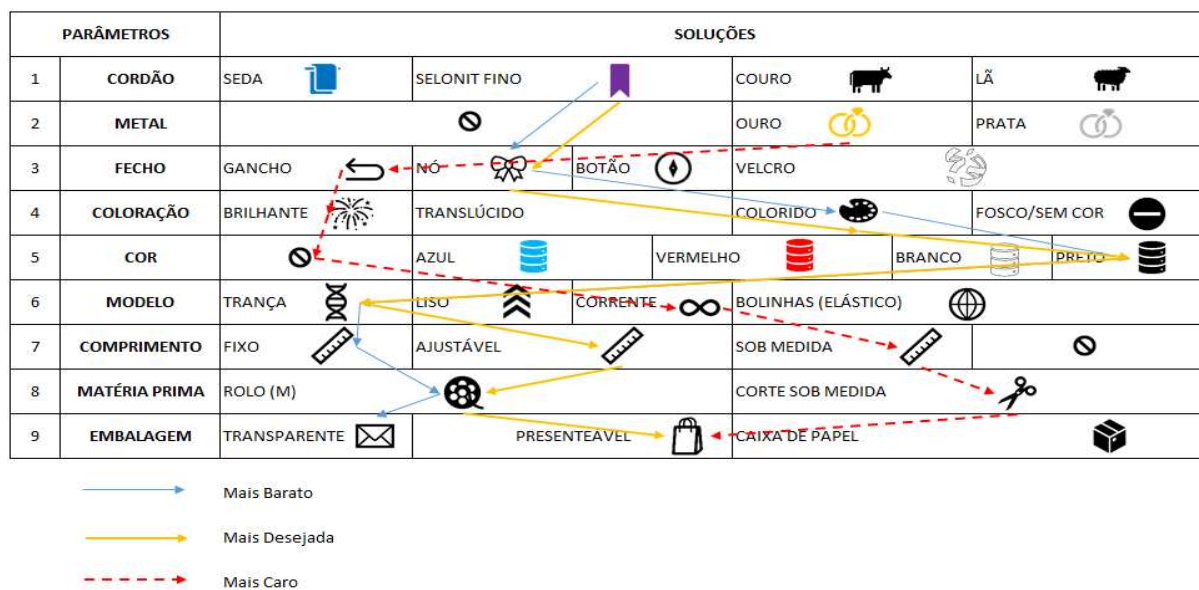 PARÂMETROS SOLUÇÕES
1 CORDÃO SEDA SELONIT FINO COURO LÃ
2 METAL OURO PRATA
3 FECHO GANCHO NÓ BOTÃO VELCRO
4 COLORAÇÃO BRILHANTE TRANSLÚCIDO COLORIDO FOSCO/SEM COR
5 COR AZUL VERMELHO BRANCO PRETO
6 MODELO TRANÇA LISO CORRENTE BOLINHAS (ELÁSTICO)
7 COMPRIMENTO FIXO AJUSTÁVEL SOB MEDIDA
8 MATÉRIA PRIMA ROLO (M) CORTE SOB MEDIDA
9 EMBALAGEM TRANSPARENTE PRESENTEAVEL CAIXA DE PAPEL
Mais Barato
Mais Desejada
Mais Caro